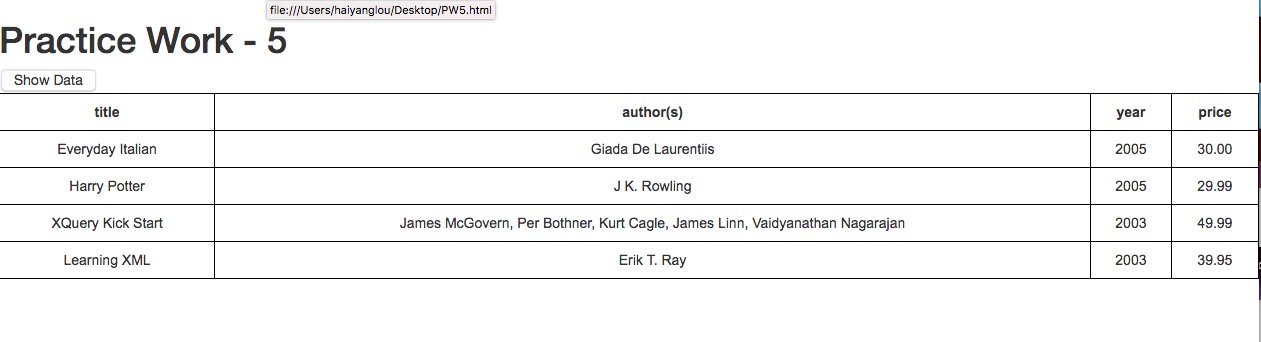 file:///Users/haiyanglou/Desktop/PW5.html
Practice Work - 5
Show Data
title author(s) year price
Everyday Italian Giada De Laurentiis 2005 30.00
Harry Potter J K. Rowling 2005 29.99
XQuery Kick Start James McGovern, Per Bothner, Kurt Cagle, James Linn, Vaidyanathan Nagarajan 2003 49.99
Learning XML Erik T. Ray 2003 39.95